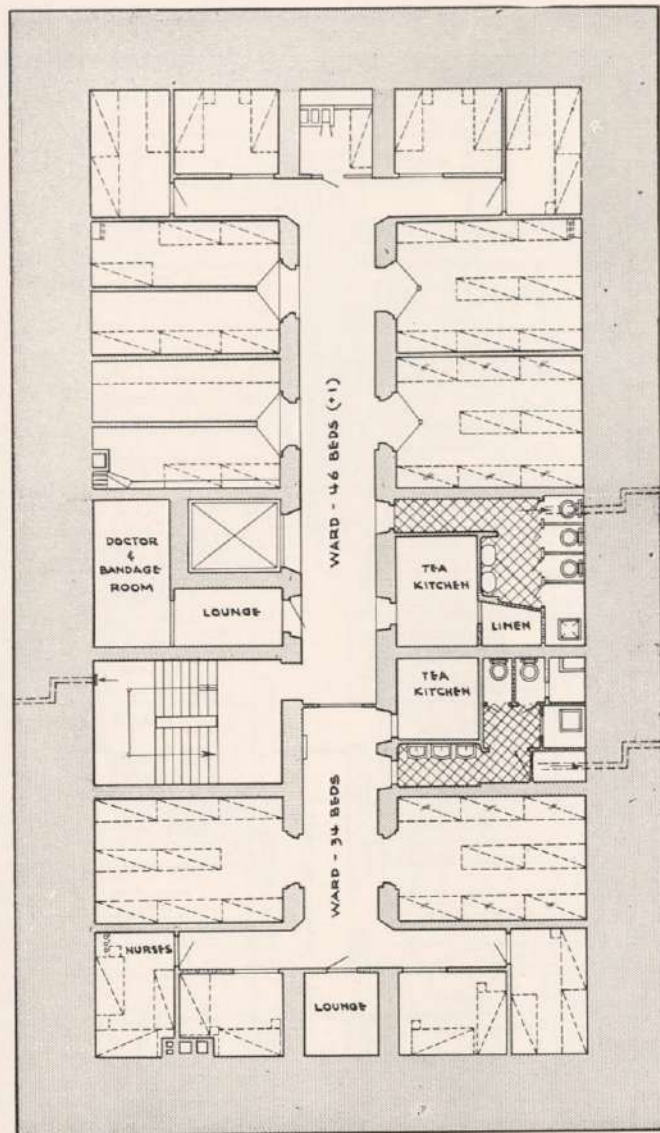 WARD - 46 BEDS (+1)
DOCTOR
&
BANDAGE
ROOM
LOUNGE
TEA
KITCHEN
LINEN
TEA
KITCHEN
WARD - 34 BEDS
NURSES
LOUNGE